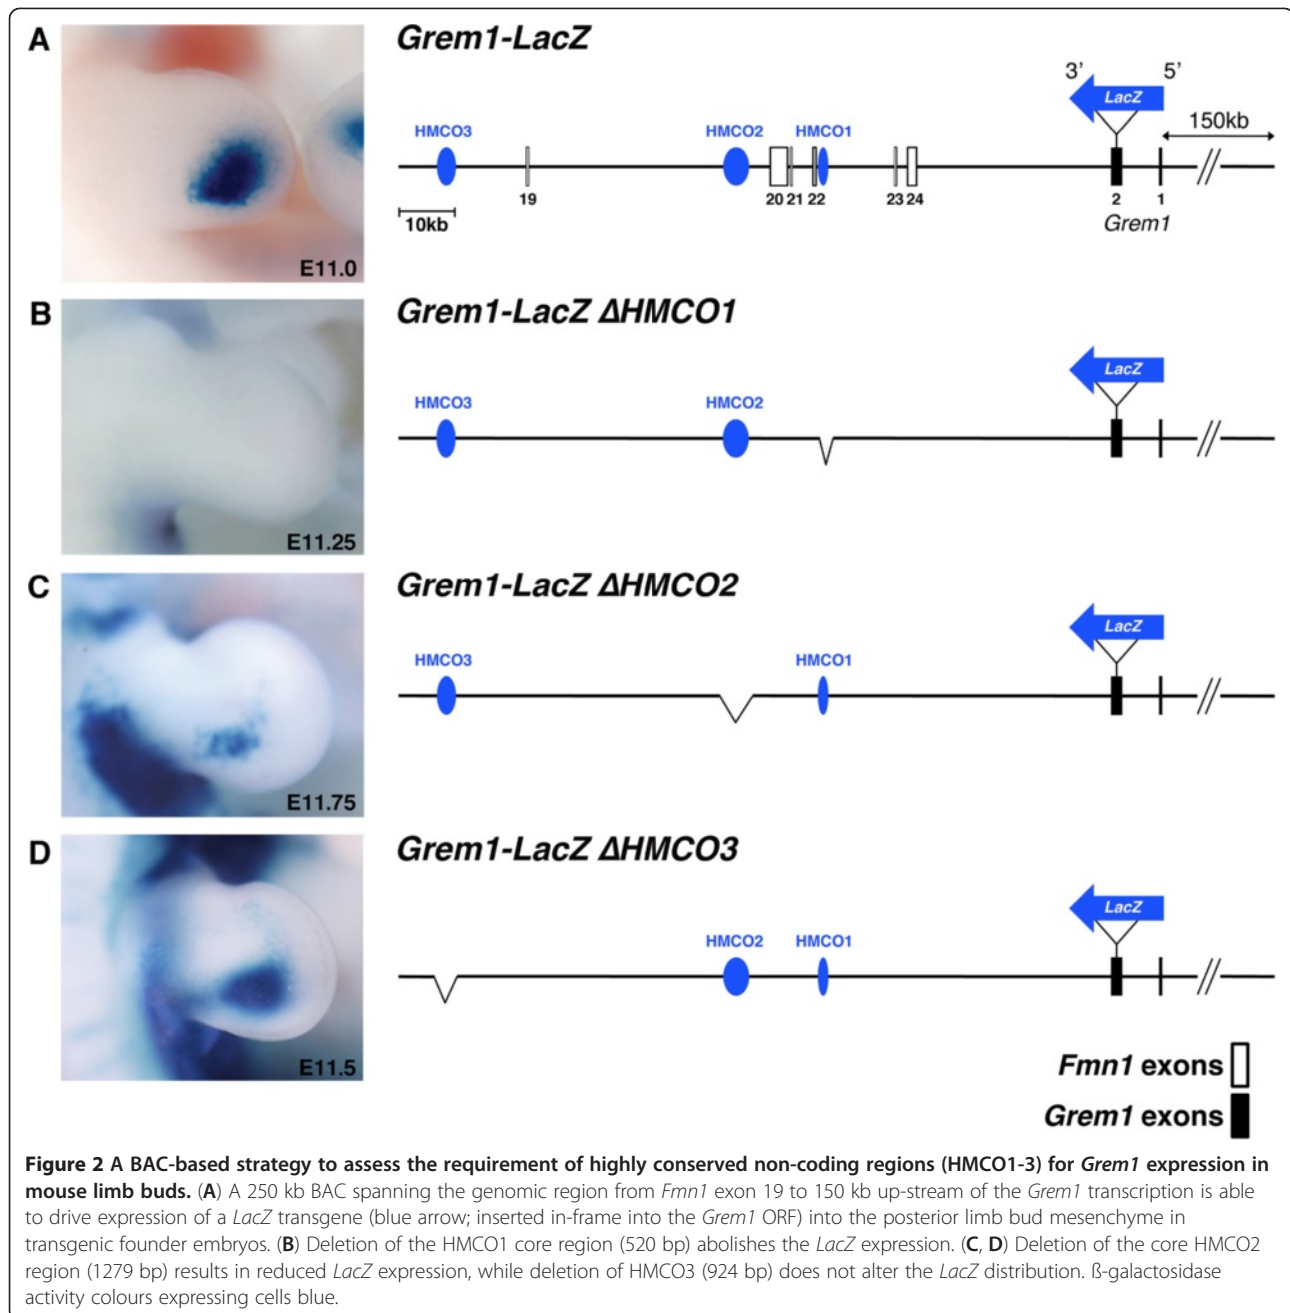 A
Grem1-LacZ
3’
5’
LacZ
150kb
HMCO3
HMCO2
HMCO1
19
20 21 22
23 24
2
1
10kb
Grem1
E11.0
B
Grem1-LacZ ΔHMCO1
LacZ
HMCO3
HMCO2
E11.25
C
Grem1-LacZ ΔHMCO2
LacZ
HMCO3
HMCO1
E11.75
D
Grem1-LacZ ΔHMCO3
LacZ
HMCO2
HMCO1
E11.5
Fmn1 exons
Grem1 exons
Figure 2 A BAC-based strategy to assess the requirement of highly conserved non-coding regions (HMCO1-3) for Grem1 expression in
mouse limb buds. (A) A 250 kb BAC spanning the genomic region from Fmn1 exon 19 to 150 kb up-stream of the Grem1 transcription is able
to drive expression of a LacZ transgene (blue arrow; inserted in-frame into the Grem1 ORF) into the posterior limb bud mesenchyme in
transgenic founder embryos. (B) Deletion of the HMCO1 core region (520 bp) abolishes the LacZ expression. (C, D) Deletion of the core HMCO2
region (1279 bp) results in reduced LacZ expression, while deletion of HMCO3 (924 bp) does not alter the LacZ distribution. ß-galactosidase
activity colours expressing cells blue.